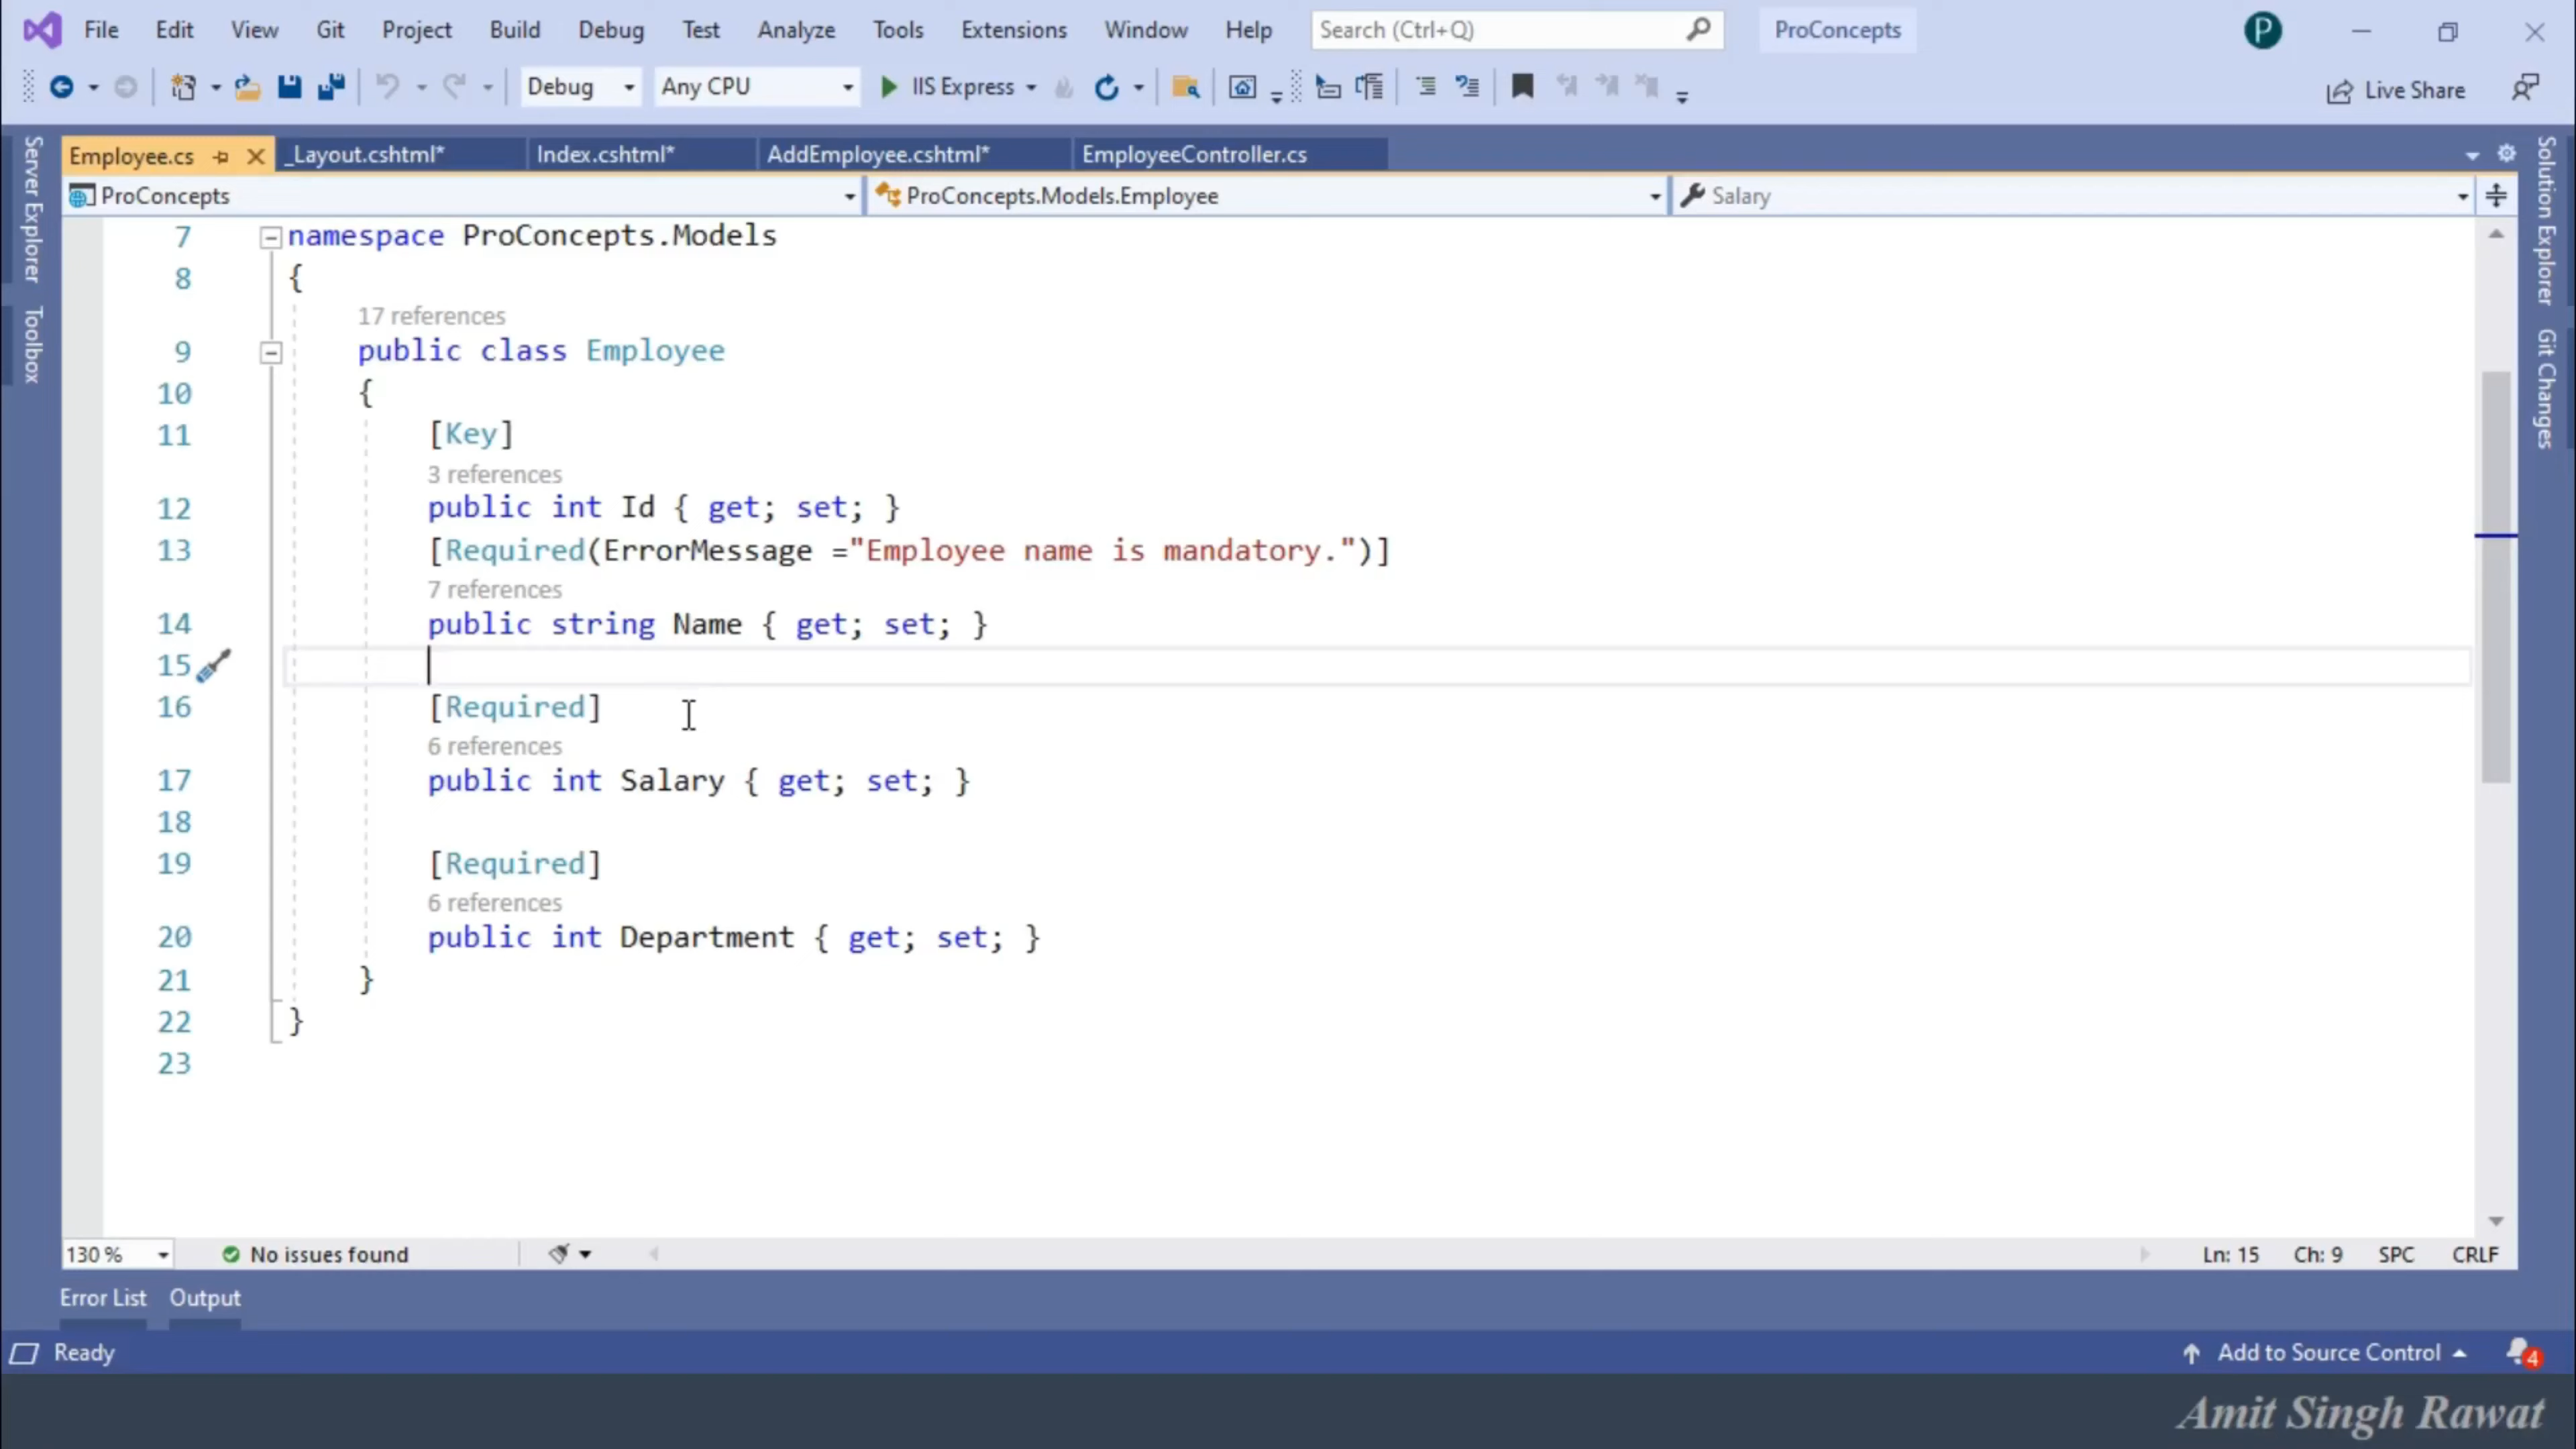 File Edit View Git Project Build Debug Test Analyze Tools Extensions Window Help Search (Ctrl+Q) ProConcepts P
Debug Any CPU IIS Express Live Share
Server Explorer
Toolbox
Employee.cs _Layout.cshtml* Index.cshtml* AddEmployee.cshtml* EmployeeController.cs
ProConcepts ProConcepts.Models.Employee Salary
7 namespace ProConcepts.Models
8 {
17 references
9 public class Employee
10 {
11 [Key]
3 references
12 public int Id { get; set; }
13 [Required(ErrorMessage ="Employee name is mandatory.")]
7 references
14 public string Name { get; set; }
15
16 [Required]
6 references
17 public int Salary { get; set; }
18
19 [Required]
6 references
20 public int Department { get; set; }
21 }
22 }
23
Solution Explorer
Git Changes
130 % No issues found Ln: 15 Ch: 9 SPC CRLF
Error List Output
Ready Add to Source Control 4
Amit Singh Rawat